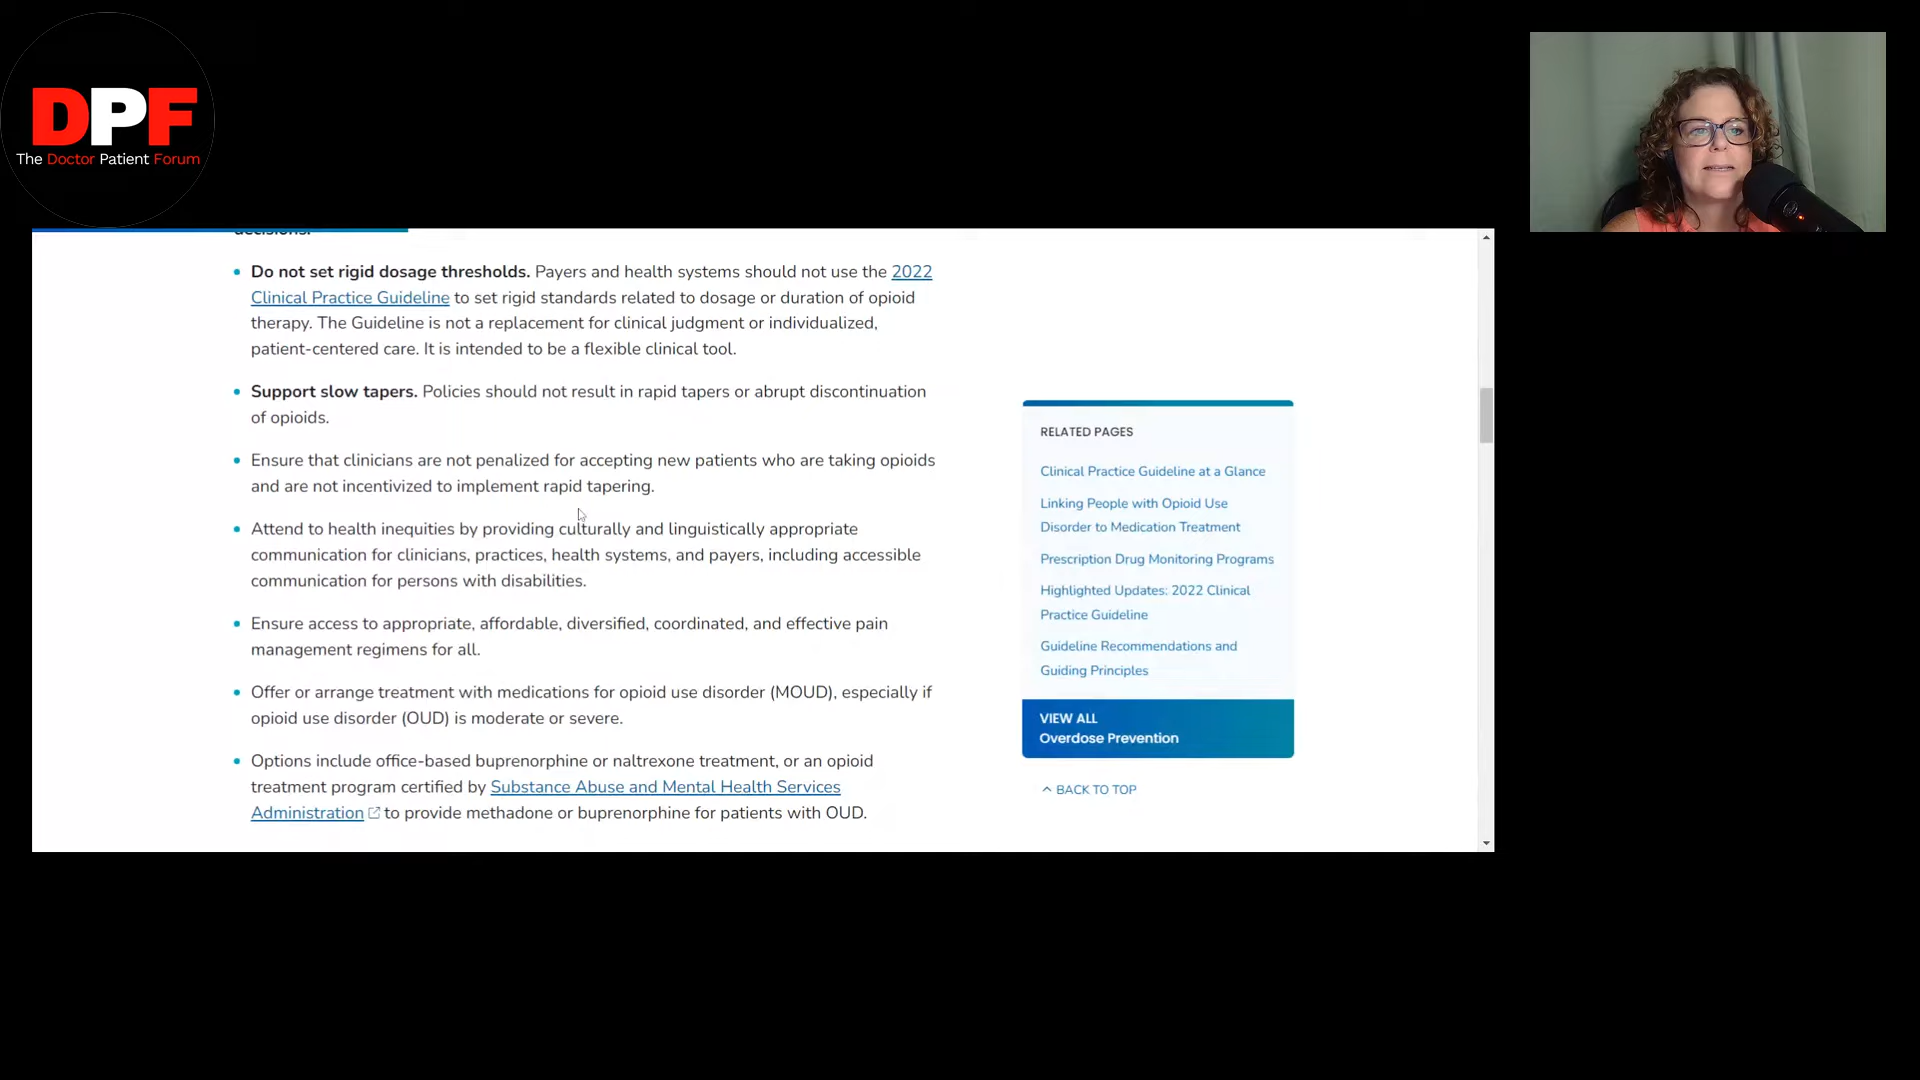 DPF
The Doctor Patient Forum
decisions.
• Do not set rigid dosage thresholds. Payers and health systems should not use the 2022
Clinical Practice Guideline to set rigid standards related to dosage or duration of opioid
therapy. The Guideline is not a replacement for clinical judgment or individualized,
patient-centered care. It is intended to be a flexible clinical tool.
• Support slow tapers. Policies should not result in rapid tapers or abrupt discontinuation
of opioids.
• Ensure that clinicians are not penalized for accepting new patients who are taking opioids
and are not incentivized to implement rapid tapering.
• Attend to health inequities by providing culturally and linguistically appropriate
communication for clinicians, practices, health systems, and payers, including accessible
communication for persons with disabilities.
• Ensure access to appropriate, affordable, diversified, coordinated, and effective pain
management regimens for all.
• Offer or arrange treatment with medications for opioid use disorder (MOUD), especially if
opioid use disorder (OUD) is moderate or severe.
• Options include office-based buprenorphine or naltrexone treatment, or an opioid
treatment program certified by Substance Abuse and Mental Health Services
Administration to provide methadone or buprenorphine for patients with OUD.
RELATED PAGES
Clinical Practice Guideline at a Glance
Linking People with Opioid Use
Disorder to Medication Treatment
Prescription Drug Monitoring Programs
Highlighted Updates: 2022 Clinical
Practice Guideline
Guideline Recommendations and
Guiding Principles
VIEW ALL
Overdose Prevention
BACK TO TOP